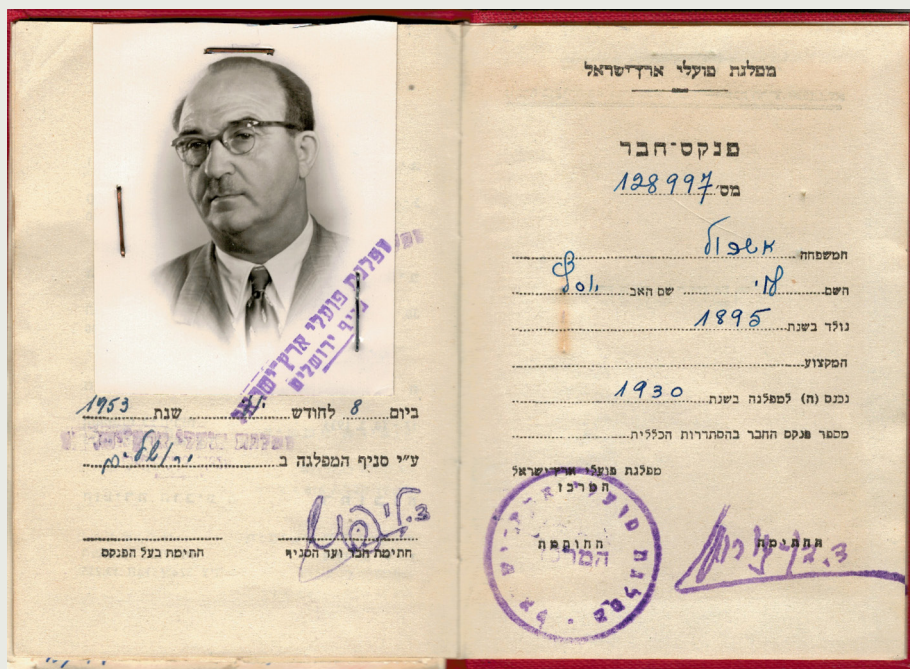 מפלגת פועלי ארץ־ישראל
פנקס־חבר
מס' 128997
המשפחה אשכול
השם לוי שם האב יוסף
נולד בשנת 1895
המקצוע
נכנס (ה) למפלגה בשנת 1930
מספר פנקס החבר בהסתדרות הכללית
מפלגת פועלי ארץ־ישראל
המרכז
החותמת החתימה
מפלגת פועלי ארץ־ישראל
סניף ירושלים
ביום 8 לחודש שנת 1953
ע"י סניף המפלגה ב ירושלים
חתימת חבר ועד הסניף חתימת בעל הפנקס